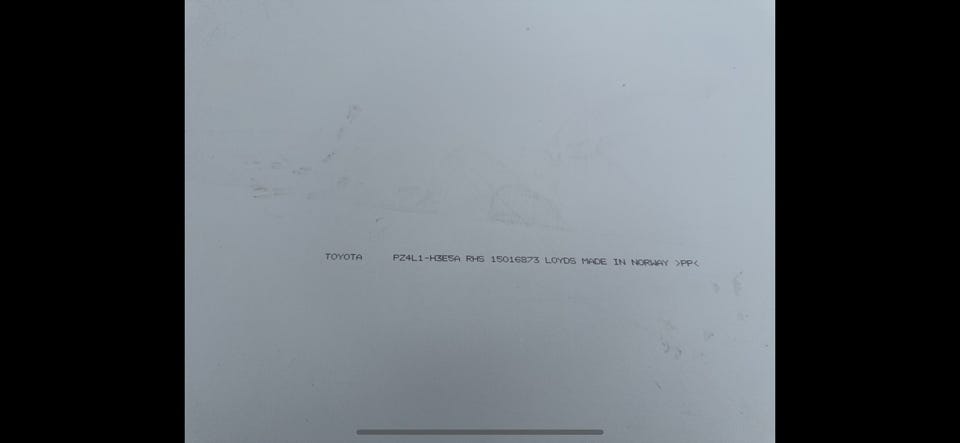 TOYOTA PZ4L1-H3E5A RHS 15016873 LOYDS MADE IN NORWAY >PP<